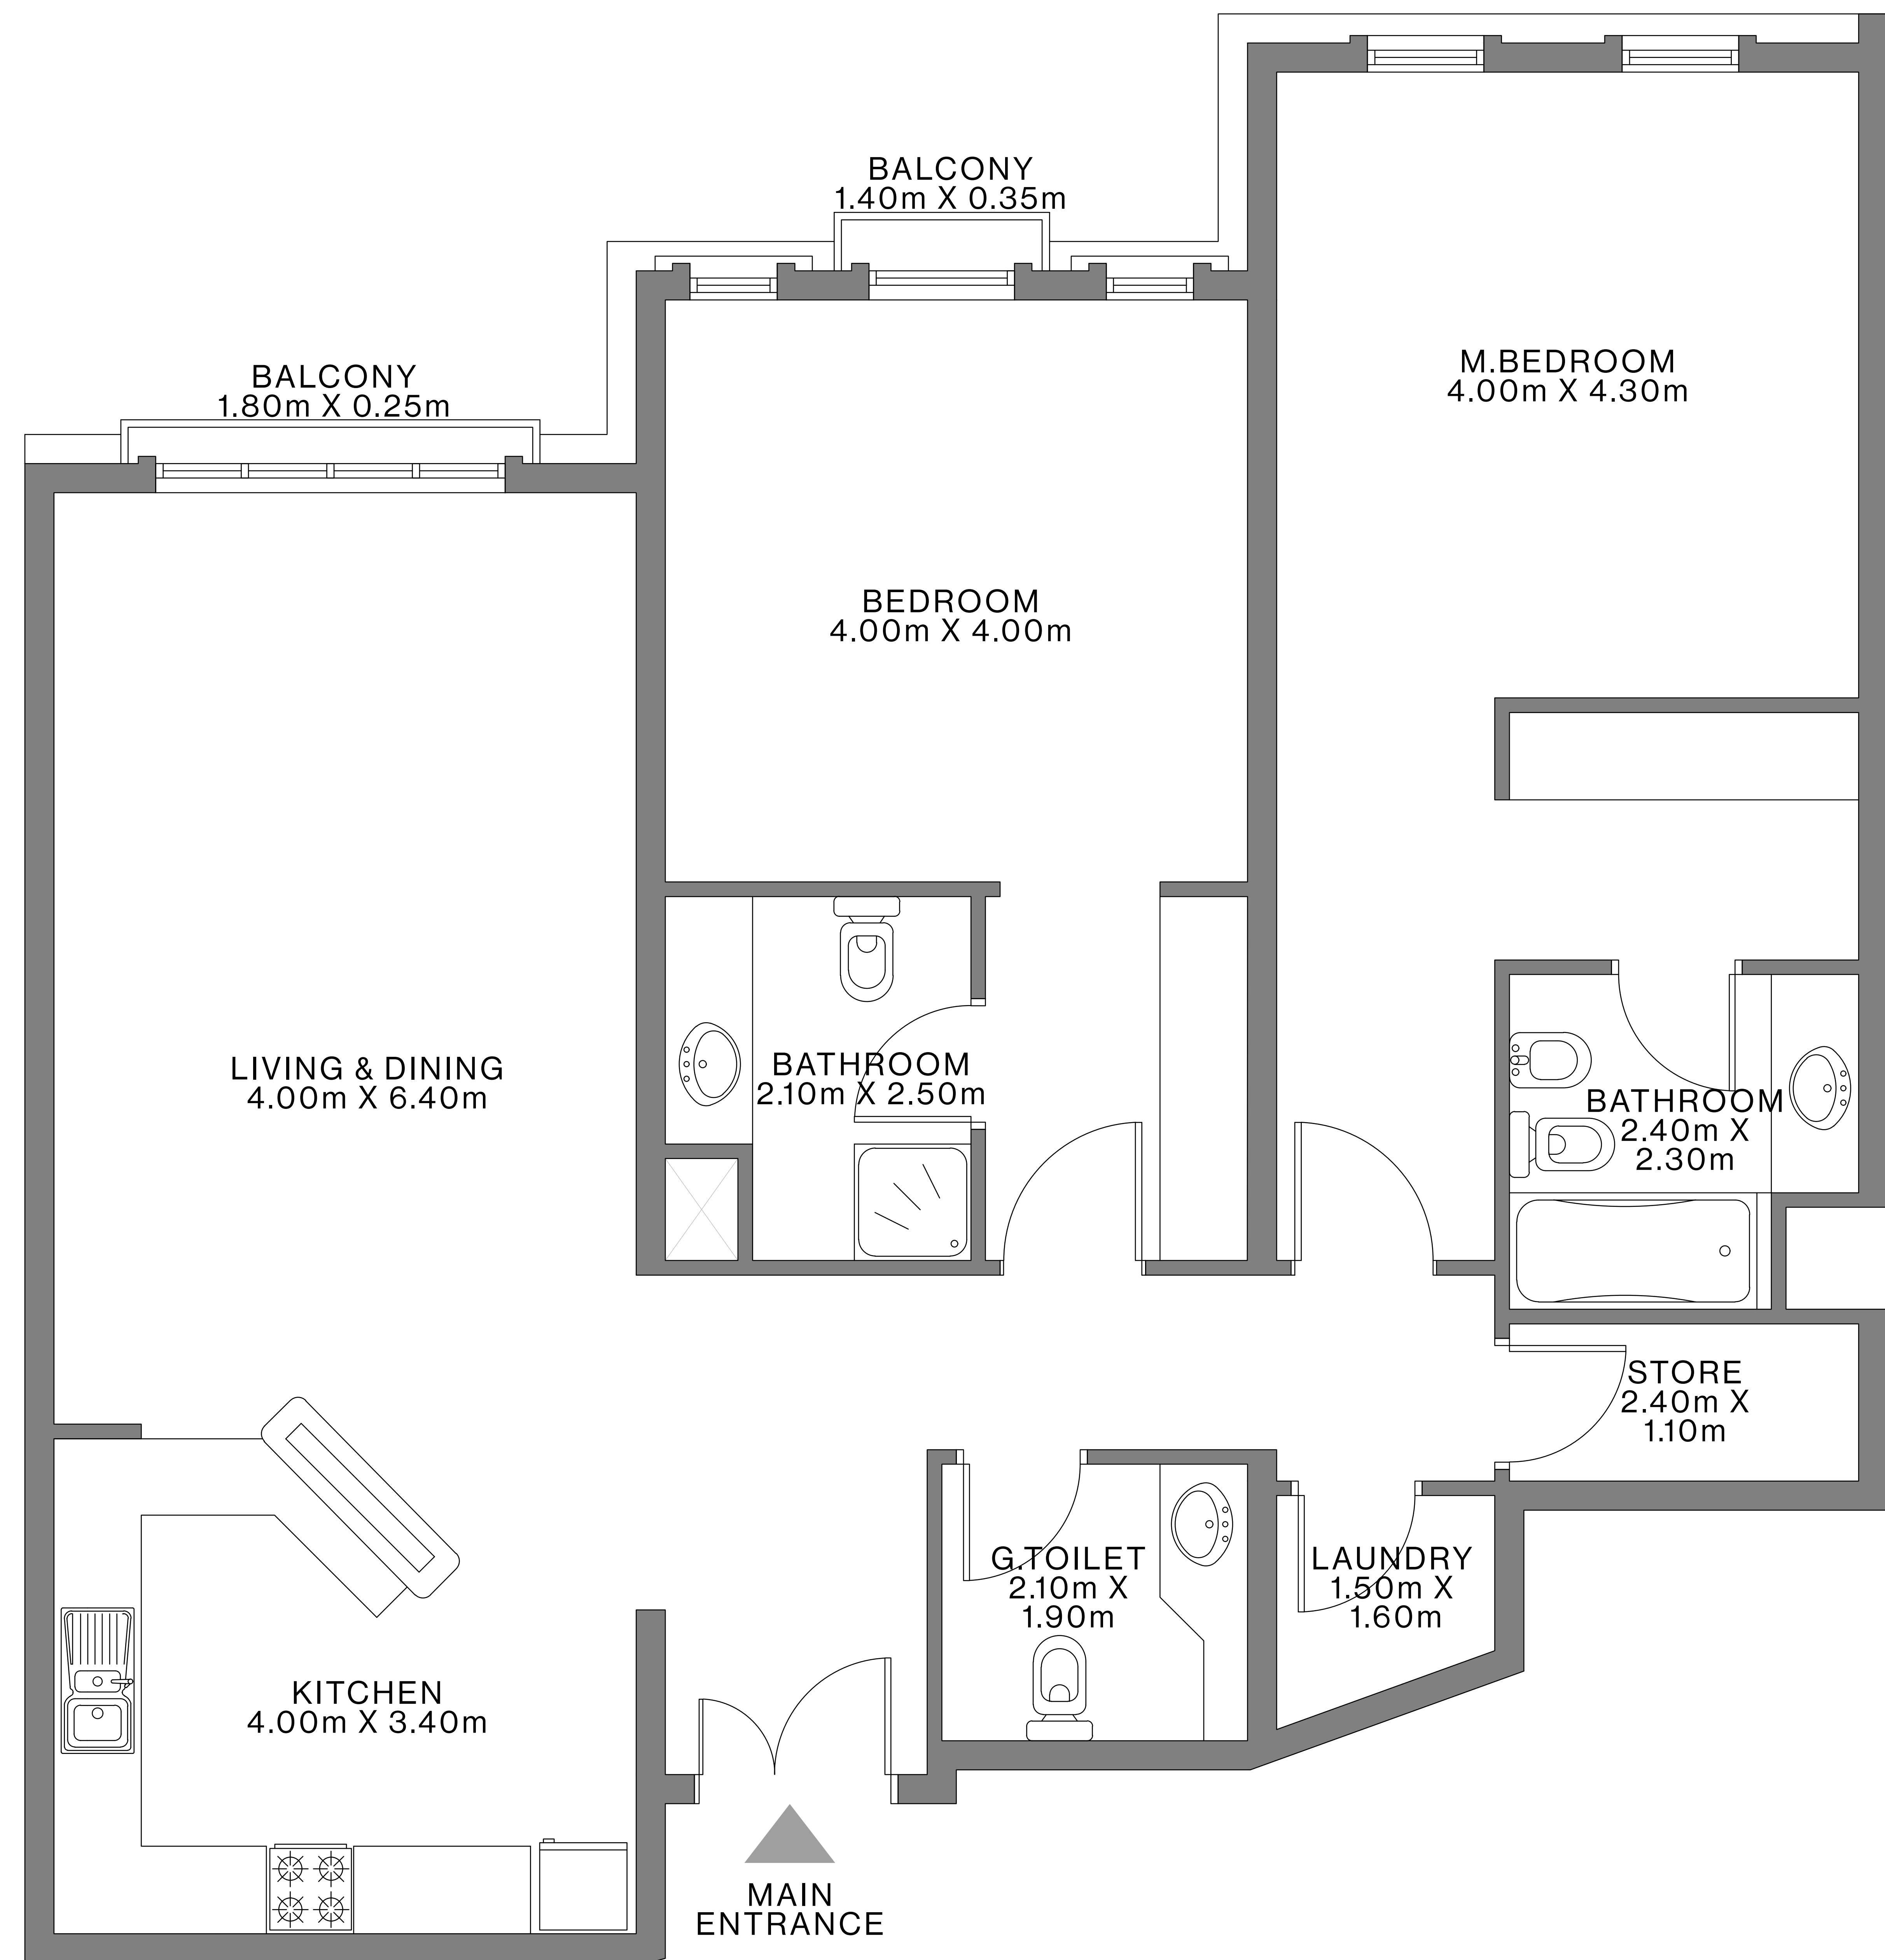 BALCONY
1.40m X 0.35m
BALCONY
1.80m X 0.25m
M.BEDROOM
4.00m X 4.30m
BEDROOM
4.00m X 4.00m
LIVING & DINING
4.00m X 6.40m
BATHROOM
2.10m X 2.50m
BATHROOM
2.40m X
2.30m
STORE
2.40m X
1.10m
G.TOILET
2.10m X
1.90m
LAUNDRY
1.50m X
1.60m
KITCHEN
4.00m X 3.40m
MAIN
ENTRANCE